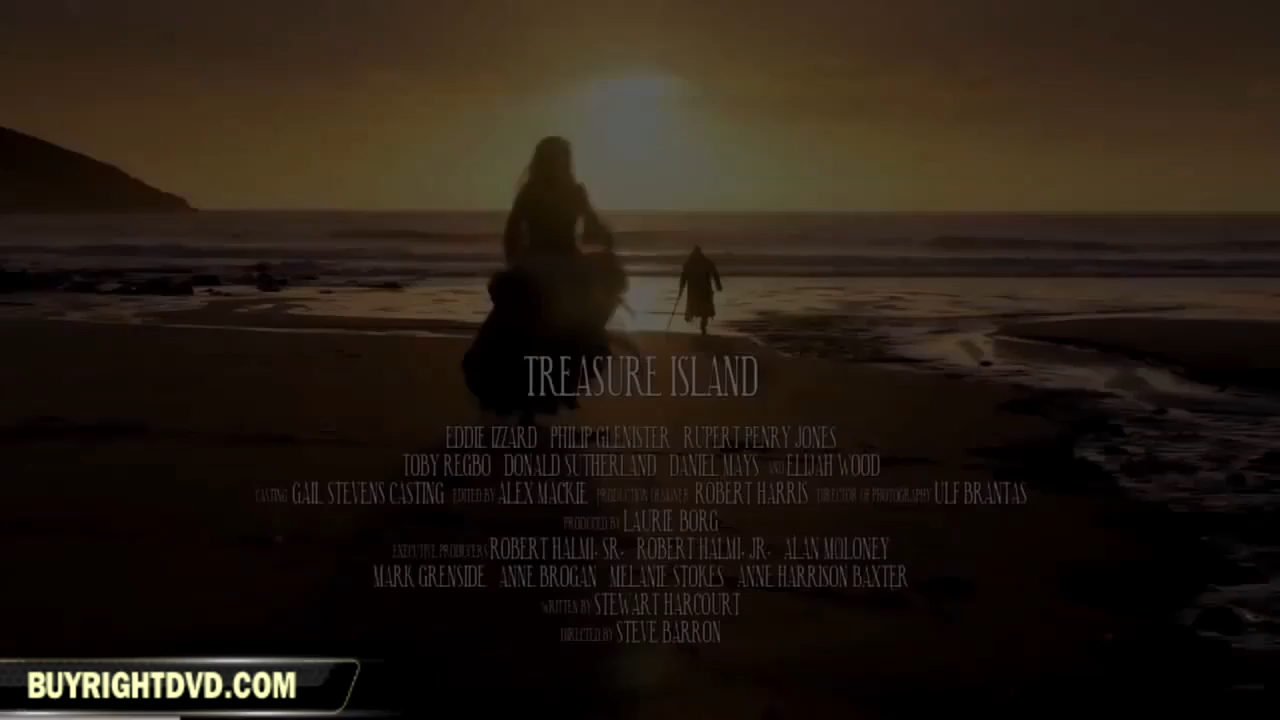 TREASURE ISLAND
EDDIE IZZARD PHILIP GLENISTER RUPERT PENRY JONES
TOBY REGBO DONALD SUTHERLAND DANIEL MAYS AND ELIJAH WOOD
CASTING GAIL STEVENS CASTING EDITED BY ALEX MACKIE PRODUCTION DESIGNER ROBERT HARRIS DIRECTOR OF PHOTOGRAPHY ULF BRANTAS
PRODUCED BY LAURIE BORG
EXECUTIVE PRODUCERS ROBERT HALMI, SR. ROBERT HALMI, JR. ALAN MOLONEY
MARK GRENSIDE ANNE BROGAN MELANIE STOKES ANNE HARRISON BAXTER
WRITTEN BY STEWART HARCOURT
DIRECTED BY STEVE BARRON
BUYRIGHTDVD.COM